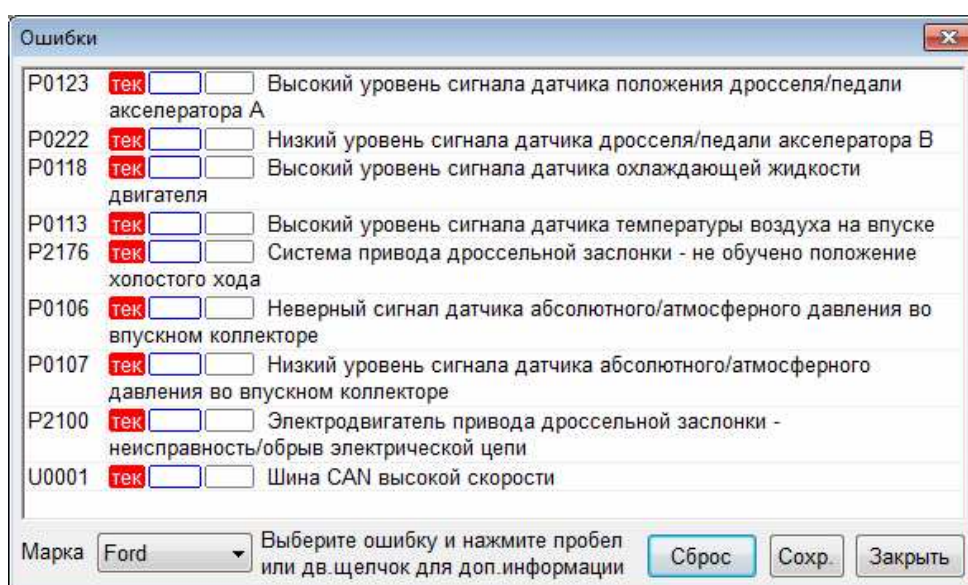 Ошибки
P0123 тек Высокий уровень сигнала датчика положения дросселя/педали
акселератора A
P0222 тек Низкий уровень сигнала датчика дросселя/педали акселератора B
P0118 тек Высокий уровень сигнала датчика охлаждающей жидкости
двигателя
P0113 тек Высокий уровень сигнала датчика температуры воздуха на впуске
P2176 тек Система привода дроссельной заслонки - не обучено положение
холостого хода
P0106 тек Неверный сигнал датчика абсолютного/атмосферного давления во
впускном коллекторе
P0107 тек Низкий уровень сигнала датчика абсолютного/атмосферного
давления во впускном коллекторе
P2100 тек Электродвигатель привода дроссельной заслонки -
неисправность/обрыв электрической цепи
U0001 тек Шина CAN высокой скорости
Марка Ford Выберите ошибку и нажмите пробел
или дв.щелчок для доп.информации Сброс Сохр. Закрыть